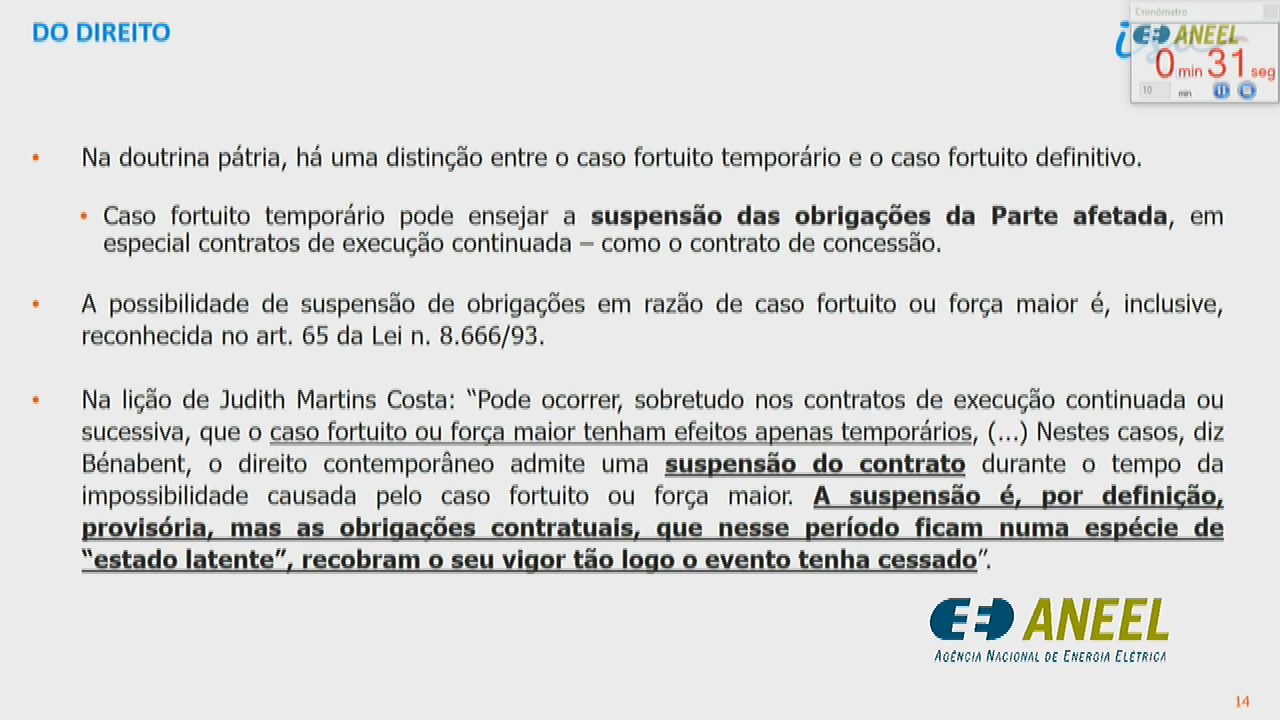 DO DIREITO
Cronómetro
ANEEL
0 min 31 seg
10 min
• Na doutrina pátria, há uma distinção entre o caso fortuito temporário e o caso fortuito definitivo.
• Caso fortuito temporário pode ensejar a suspensão das obrigações da Parte afetada, em
especial contratos de execução continuada – como o contrato de concessão.
• A possibilidade de suspensão de obrigações em razão de caso fortuito ou força maior é, inclusive,
reconhecida no art. 65 da Lei n. 8.666/93.
• Na lição de Judith Martins Costa: “Pode ocorrer, sobretudo nos contratos de execução continuada ou
sucessiva, que o caso fortuito ou força maior tenham efeitos apenas temporários, (...) Nestes casos, diz
Bénabent, o direito contemporâneo admite uma suspensão do contrato durante o tempo da
impossibilidade causada pelo caso fortuito ou força maior. A suspensão é, por definição,
provisória, mas as obrigações contratuais, que nesse período ficam numa espécie de
“estado latente”, recobram o seu vigor tão logo o evento tenha cessado”.
ANEEL
AGÊNCIA NACIONAL DE ENERGIA ELÉTRICA
14